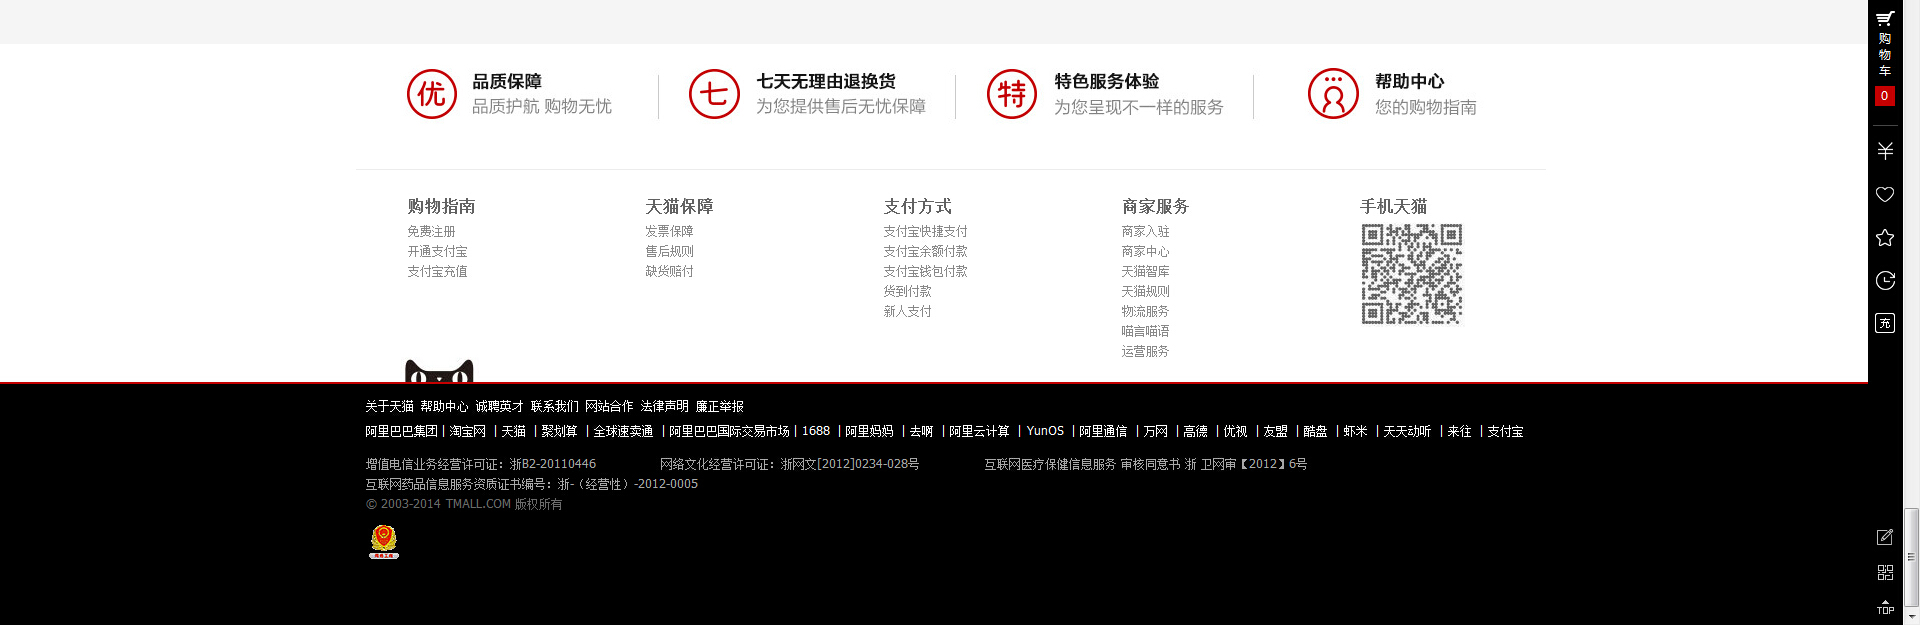 优 品质保障
品质护航 购物无忧
七 七天无理由退换货
为您提供售后无忧保障
特 特色服务体验
为您呈现不一样的服务
帮助中心
您的购物指南
购物指南
免费注册
开通支付宝
支付宝充值
天猫保障
发票保障
售后规则
缺货赔付
支付方式
支付宝快捷支付
支付宝余额付款
支付宝钱包付款
货到付款
新人支付
商家服务
商家入驻
商家中心
天猫智库
天猫规则
物流服务
喵言喵语
运营服务
手机天猫
关于天猫 帮助中心 诚聘英才 联系我们 网站合作 法律声明 廉正举报
阿里巴巴集团 | 淘宝网 | 天猫 | 聚划算 | 全球速卖通 | 阿里巴巴国际交易市场 | 1688 | 阿里妈妈 | 去啊 | 阿里云计算 | YunOS | 阿里通信 | 万网 | 高德 | 优视 | 友盟 | 酷盘 | 虾米 | 天天动听 | 来往 | 支付宝
增值电信业务经营许可证：浙B2-20110446 网络文化经营许可证：浙网文[2012]0234-028号 互联网医疗保健信息服务 审核同意书 浙 卫网审【2012】6号
互联网药品信息服务资质证书编号：浙-（经营性）-2012-0005
© 2003-2014 TMALL.COM 版权所有
购
物
车
0
充
TOP